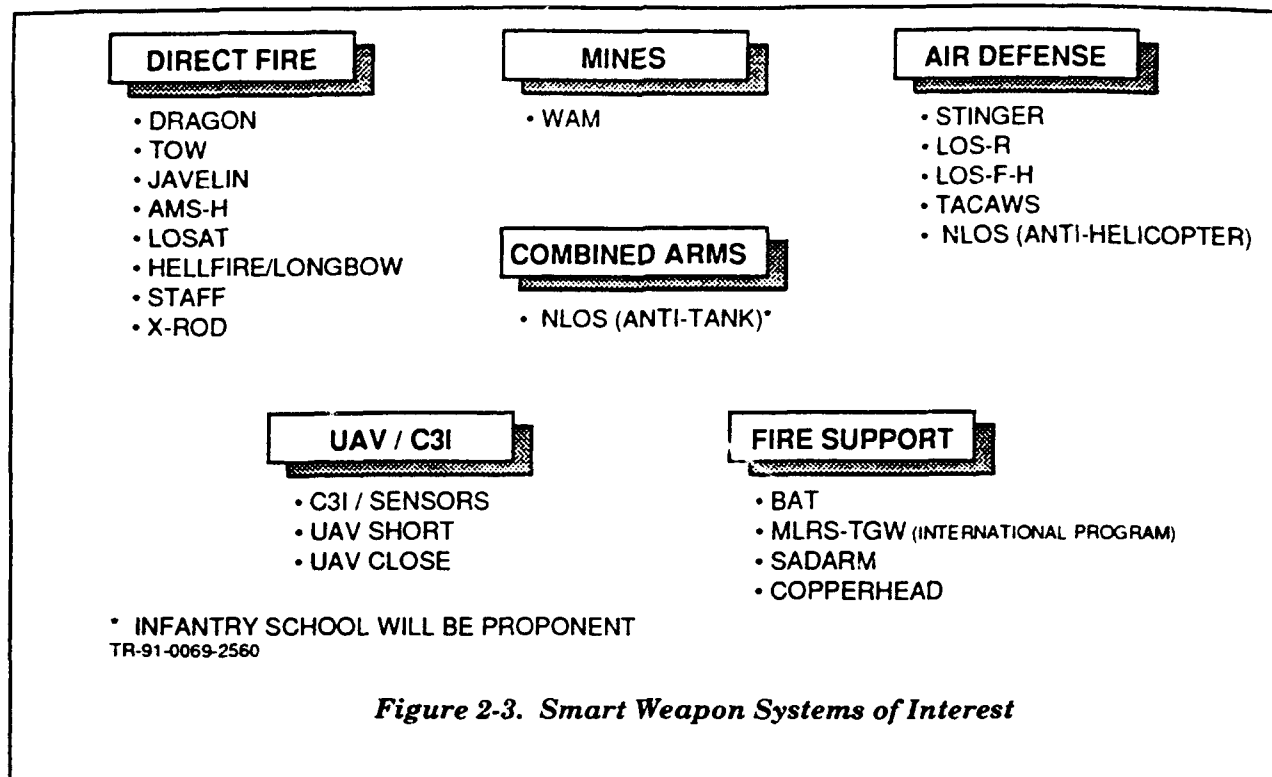 DIRECT FIRE
• DRAGON
• TOW
• JAVELIN
• AMS-H
• LOSAT
• HELLFIRE/LONGBOW
• STAFF
• X-ROD
MINES
• WAM
COMBINED ARMS
• NLOS (ANTI-TANK)*
AIR DEFENSE
• STINGER
• LOS-R
• LOS-F-H
• TACAWS
• NLOS (ANTI-HELICOPTER)
UAV / C3I
• C3I / SENSORS
• UAV SHORT
• UAV CLOSE
FIRE SUPPORT
• BAT
• MLRS-TGW (INTERNATIONAL PROGRAM)
• SADARM
• COPPERHEAD
* INFANTRY SCHOOL WILL BE PROPONENT
TR-91-0069-2560
Figure 2-3. Smart Weapon Systems of Interest